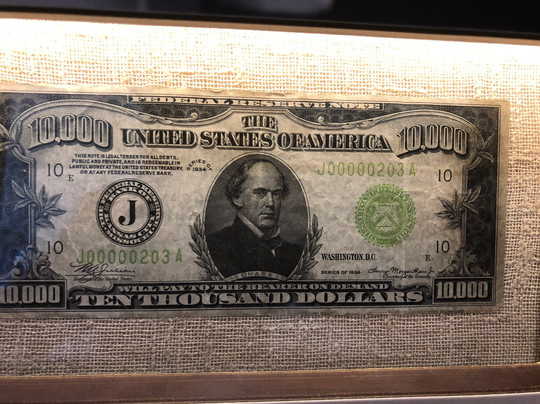 FEDERAL RESERVE NOTE
10,000 THE 10,000
UNITED STATES OF AMERICA
THIS NOTE IS LEGAL TENDER FOR ALL DEBTS,
PUBLIC AND PRIVATE, AND IS REDEEMABLE IN
LAWFUL MONEY AT THE UNITED STATES TREASURY,
OR AT ANY FEDERAL RESERVE BANK.
SERIES OF
1934
J00000203A
10 E 10
J
10 10
J00000203A
WASHINGTON, D.C. E
CHASE
SERIES OF 1934
WILL PAY TO THE BEARER ON DEMAND
10,000 TEN THOUSAND DOLLARS 10,000